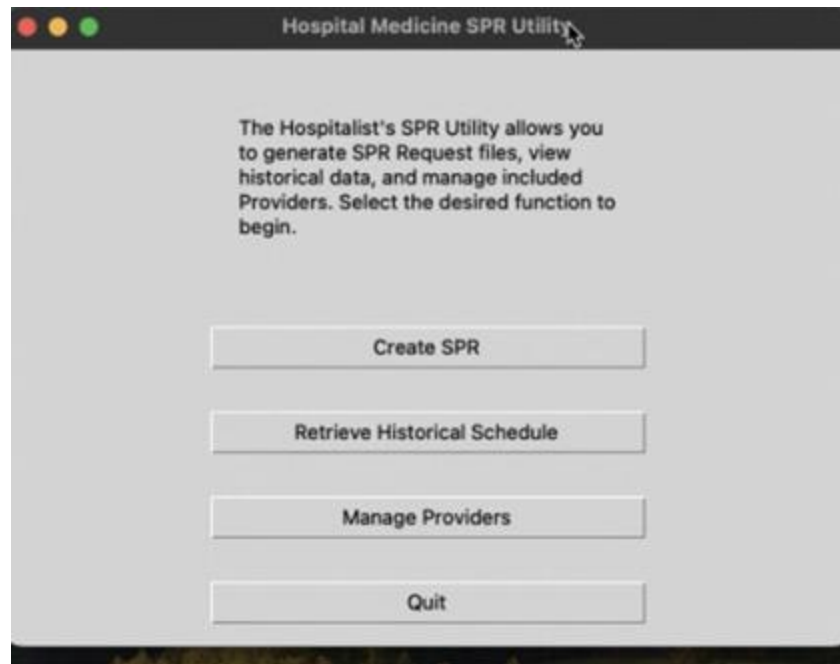 Hospital Medicine SPR Utility
The Hospitalist's SPR Utility allows you
to generate SPR Request files, view
historical data, and manage included
Providers. Select the desired function to
begin.
Create SPR
Retrieve Historical Schedule
Manage Providers
Quit